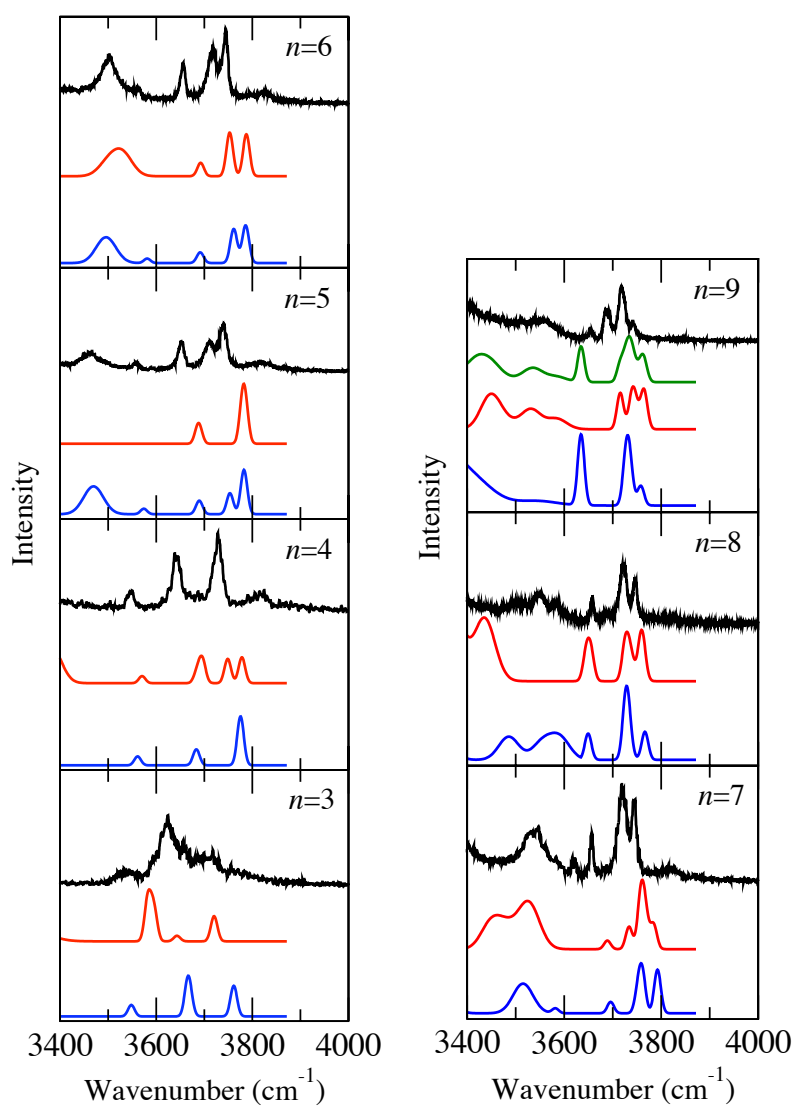 n=6
n=5
n=4
n=3
Intensity
3400 3600 3800 4000
Wavenumber (cm-1)
n=9
n=8
n=7
Intensity
3400 3600 3800 4000
Wavenumber (cm-1)